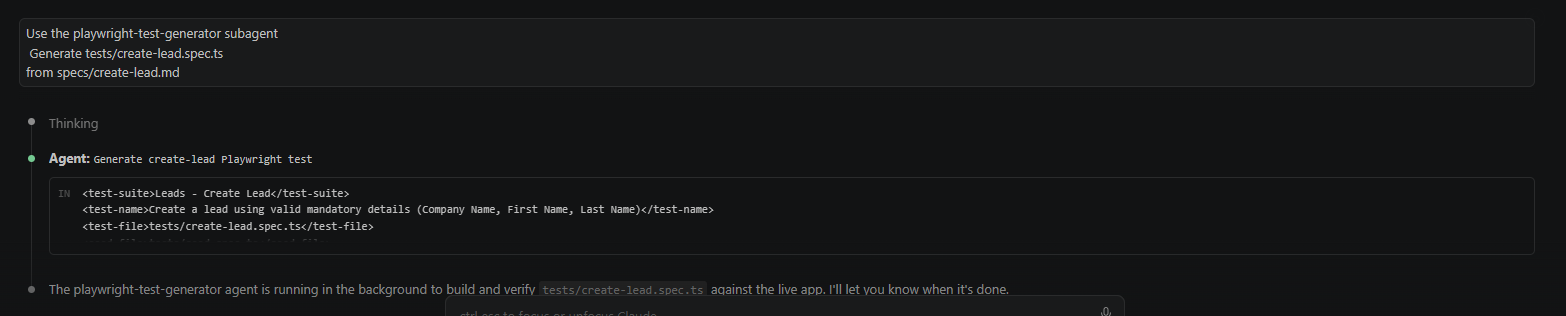 Use the playwright-test-generator subagent
Generate tests/create-lead.spec.ts
from specs/create-lead.md
Thinking
Agent: Generate create-lead Playwright test
IN <test-suite>Leads - Create Lead</test-suite>
<test-name>Create a lead using valid mandatory details (Company Name, First Name, Last Name)</test-name>
<test-file>tests/create-lead.spec.ts</test-file>
The playwright-test-generator agent is running in the background to build and verify tests/create-lead.spec.ts against the live app. I'll let you know when it's done.